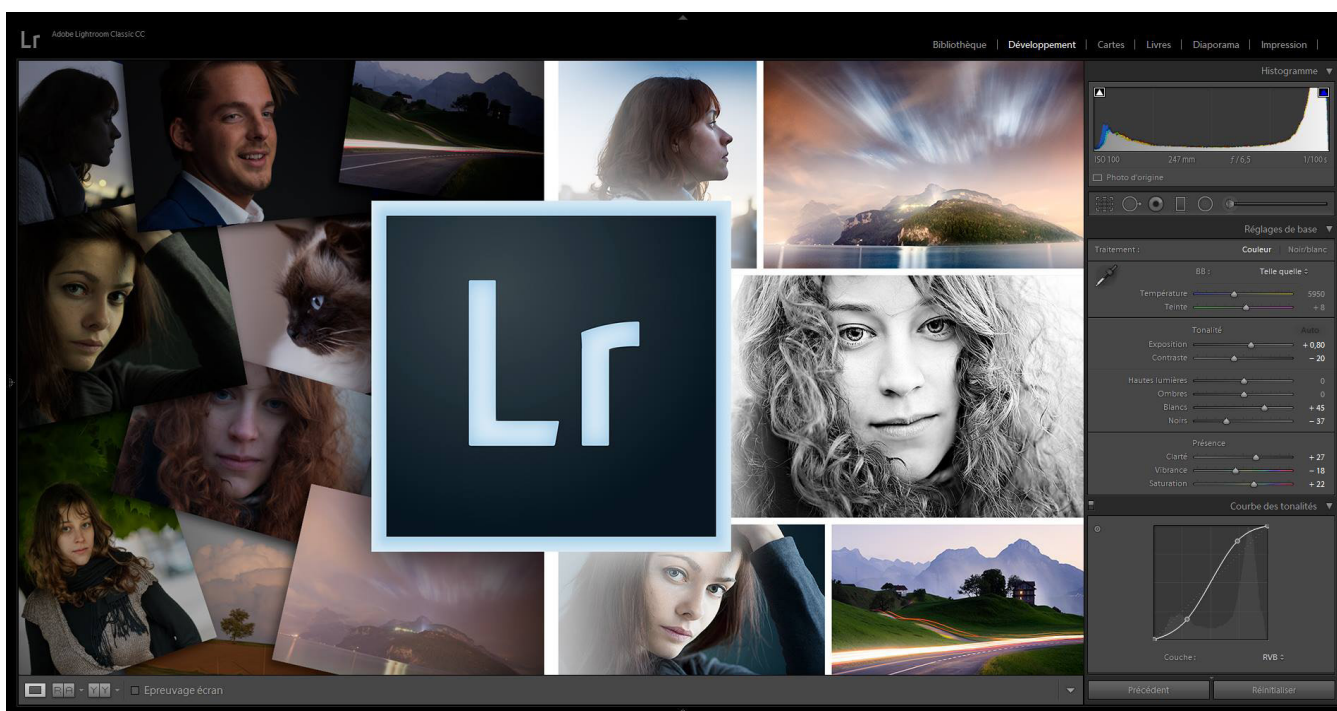 Lr Adobe Lightroom Classic CC
Bibliothèque | Développement | Cartes | Livres | Diaporama | Impression |
Histogramme
ISO 100 247 mm ƒ / 6,5 1/100 s
Photo d'origine
Réglages de base
Traitement : Couleur Noir/blanc
BB : Telle quelle
Température 5950
Teinte + 8
Tonalité Auto
Exposition + 0,80
Contraste – 20
Hautes lumières 0
Ombres 0
Blancs + 45
Noirs – 37
Présence
Clarté + 27
Vibrance – 18
Saturation + 22
Courbe des tonalités
Couche : RVB
Lr
R A Y Y Epreuvage écran
Précédent Réinitialiser